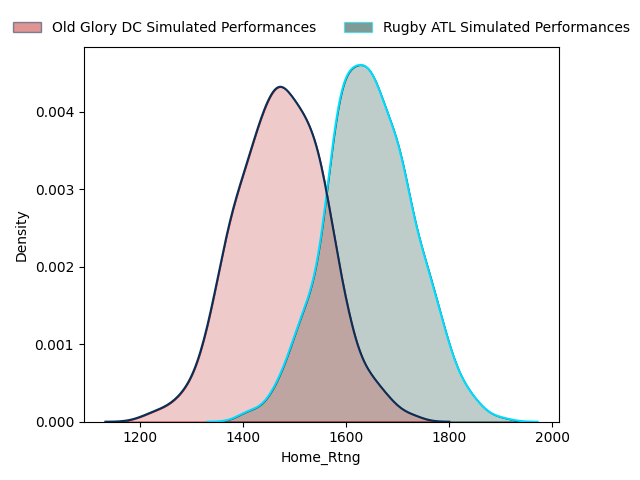 Old Glory DC Simulated Performances
Rugby ATL Simulated Performances
Density
0.004
0.003
0.002
0.001
0.000
1200
1400
1600
1800
2000
Home_Rtng